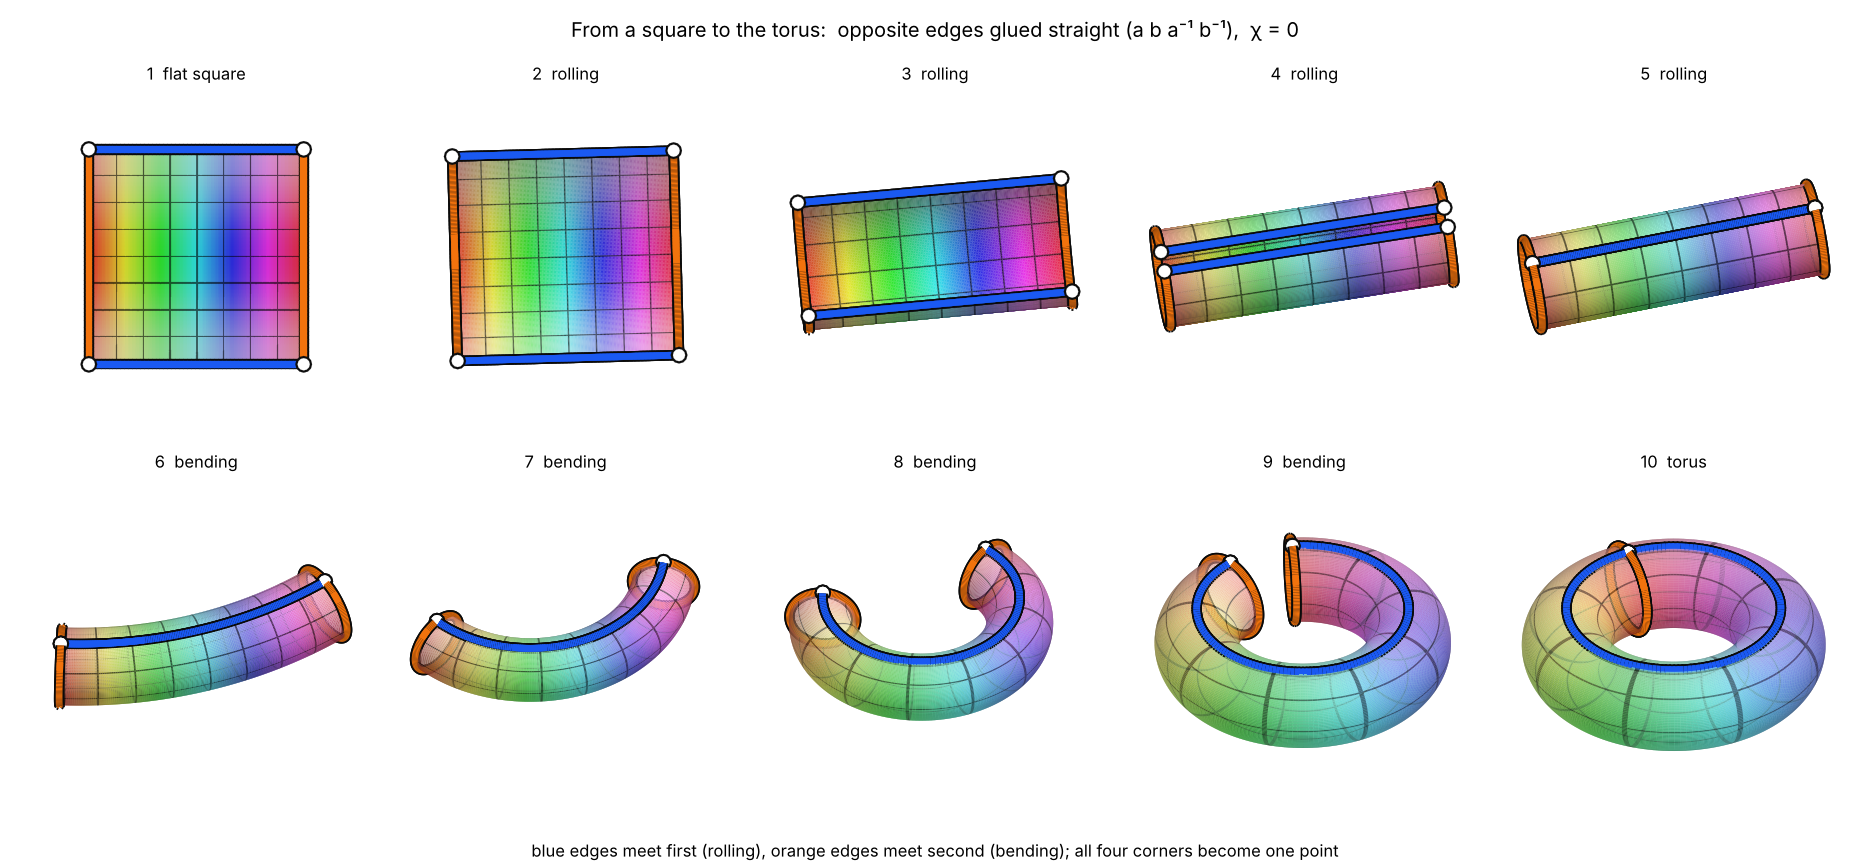 From a square to the torus:  opposite edges glued straight (a b a⁻¹ b⁻¹),  χ = 0
1  flat square
2  rolling
3  rolling
4  rolling
5  rolling
6  bending
7  bending
8  bending
9  bending
10  torus
blue edges meet first (rolling), orange edges meet second (bending); all four corners become one point